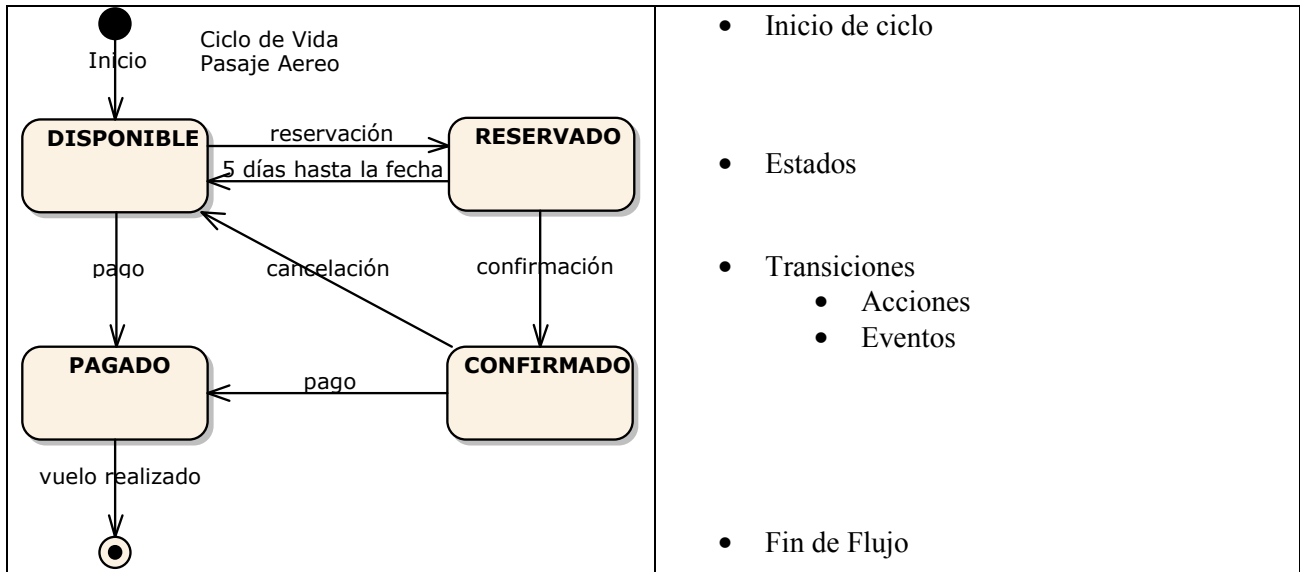 Inicio
Ciclo de Vida
Pasaje Aereo
DISPONIBLE
reservación
RESERVADO
5 días hasta la fecha
pago
cancelación
confirmación
PAGADO
pago
CONFIRMADO
vuelo realizado
• Inicio de ciclo
• Estados
• Transiciones
• Acciones
• Eventos
• Fin de Flujo